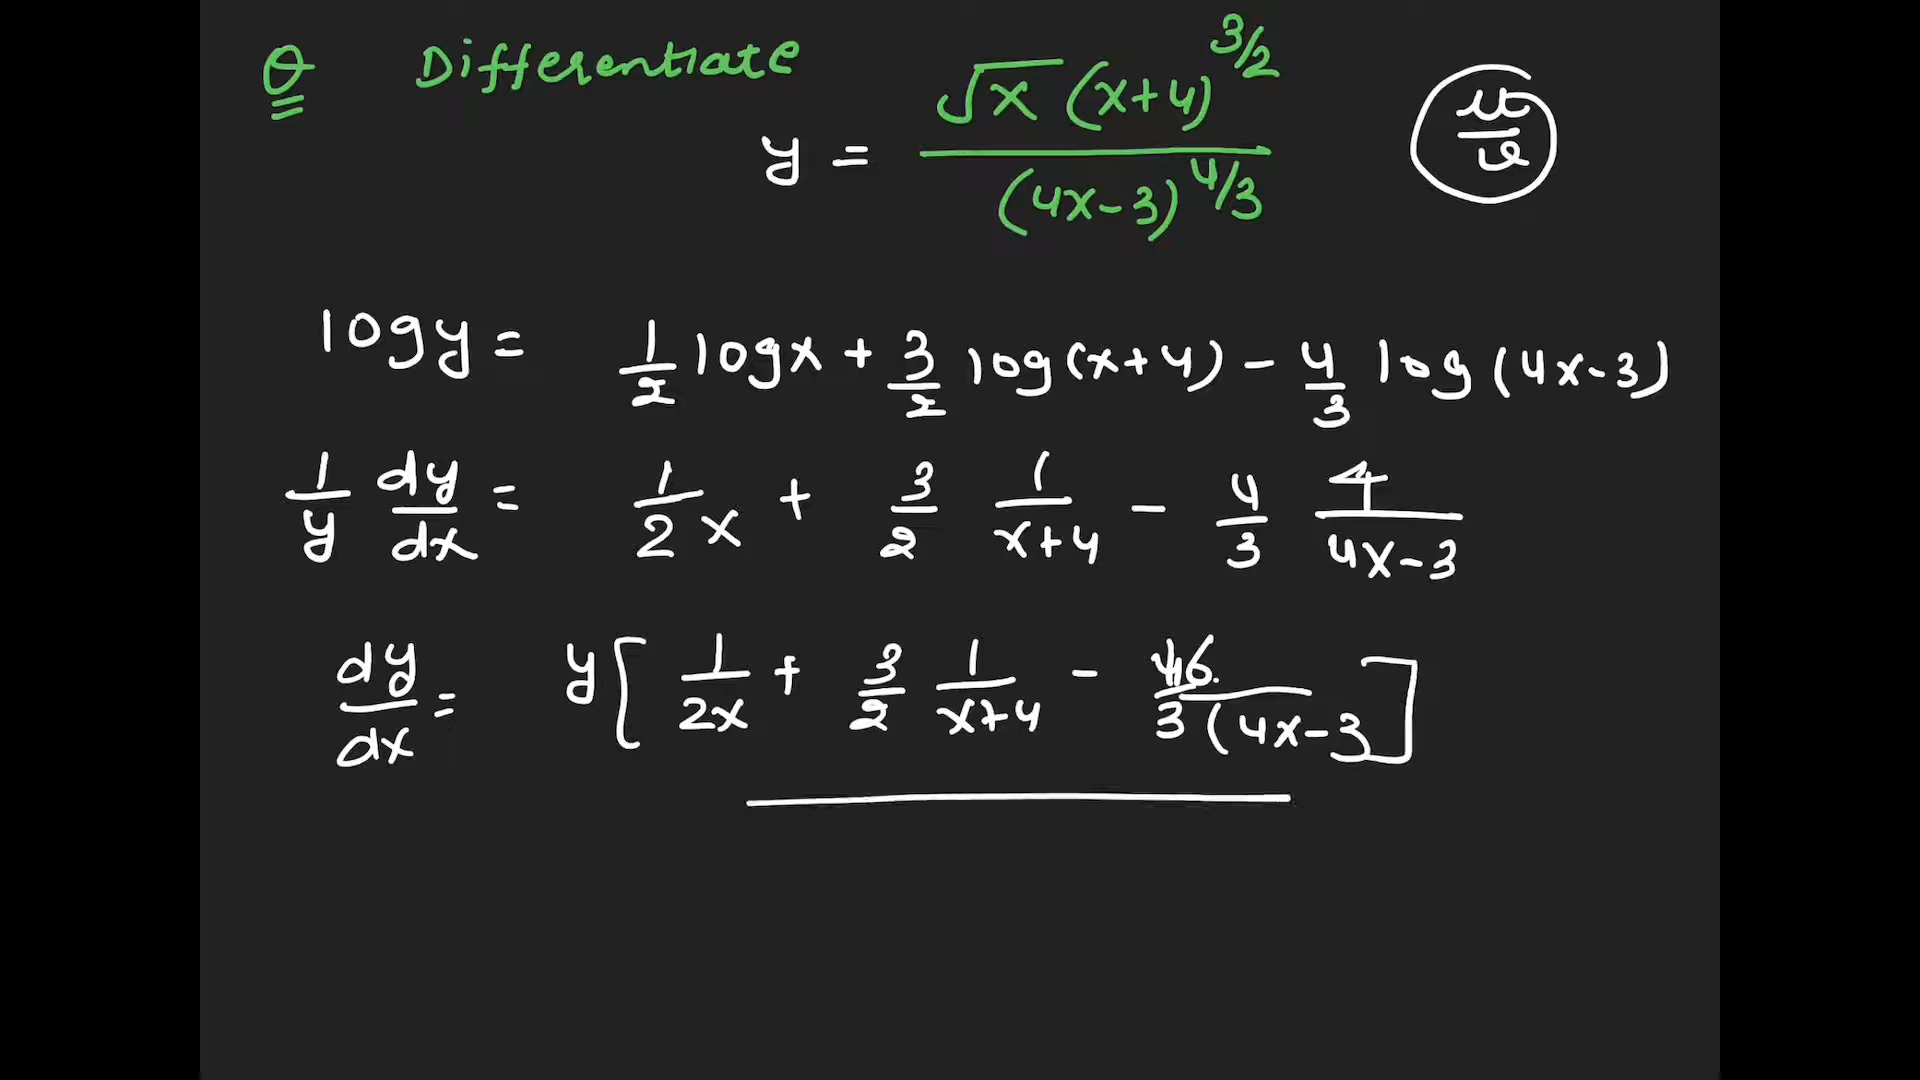 Q Differentiate
y = √x (x+4)^3/2 / (4x-3)^4/3
u/v
log y = 1/2 log x + 3/2 log (x+4) - 4/3 log (4x-3)
1/y dy/dx = 1/2x + 3/2 1/x+4 - 4/3 4/4x-3
dy/dx = y[ 1/2x + 3/2 1/x+4 - 16/3(4x-3 ]